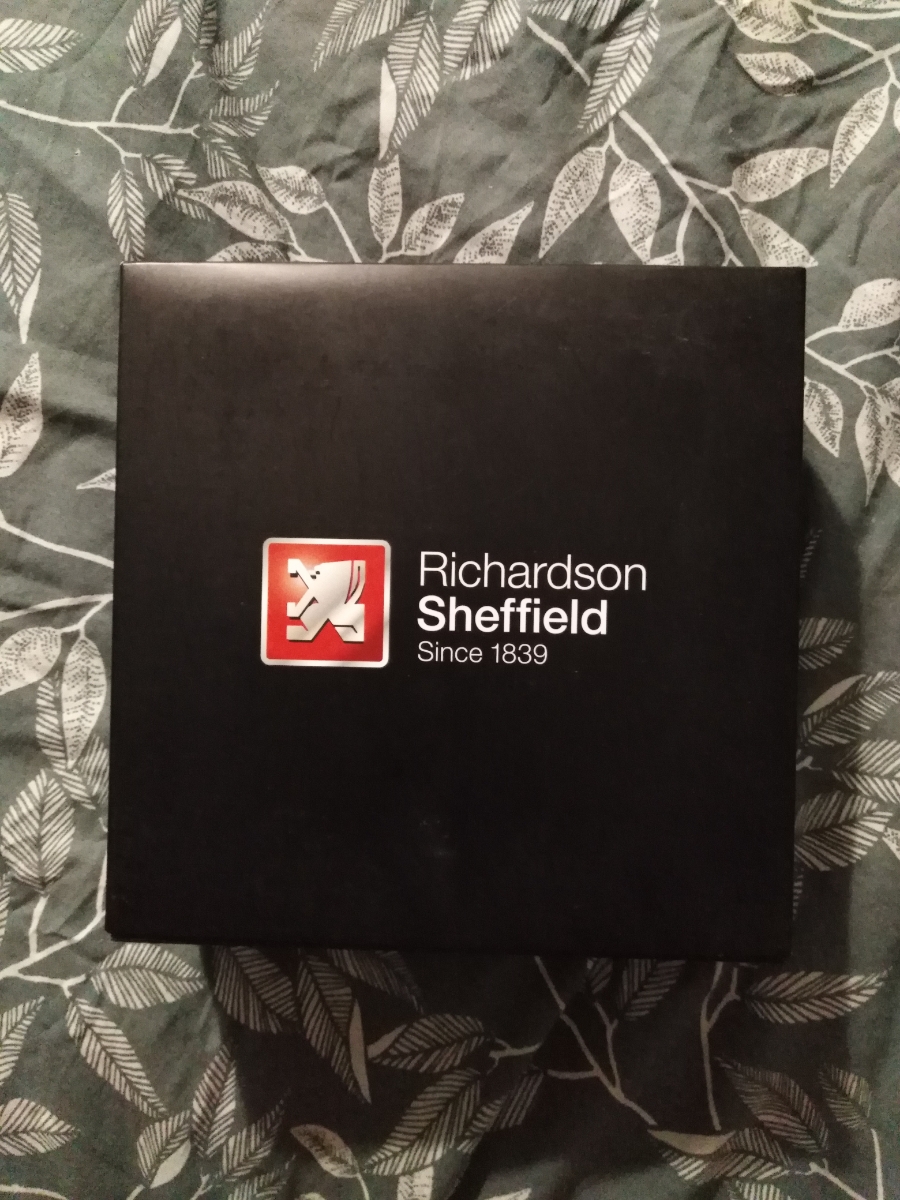 Richardson
Sheffield
Since 1839